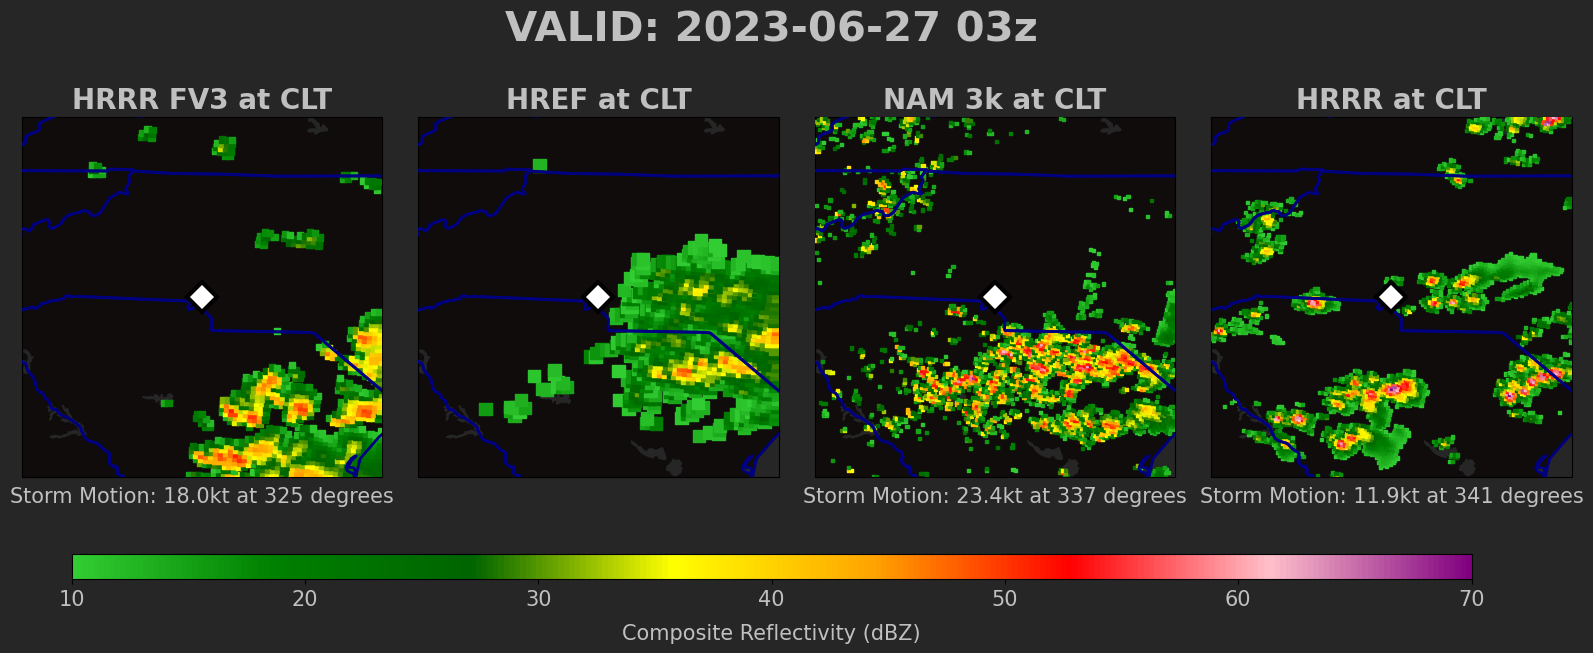 VALID: 2023-06-27 03z
HRRR FV3 at CLT
HREF at CLT
NAM 3k at CLT
HRRR at CLT
Storm Motion: 18.0kt at 325 degrees
Storm Motion: 23.4kt at 337 degrees
Storm Motion: 11.9kt at 341 degrees
10 20 30 40 50 60 70
Composite Reflectivity (dBZ)